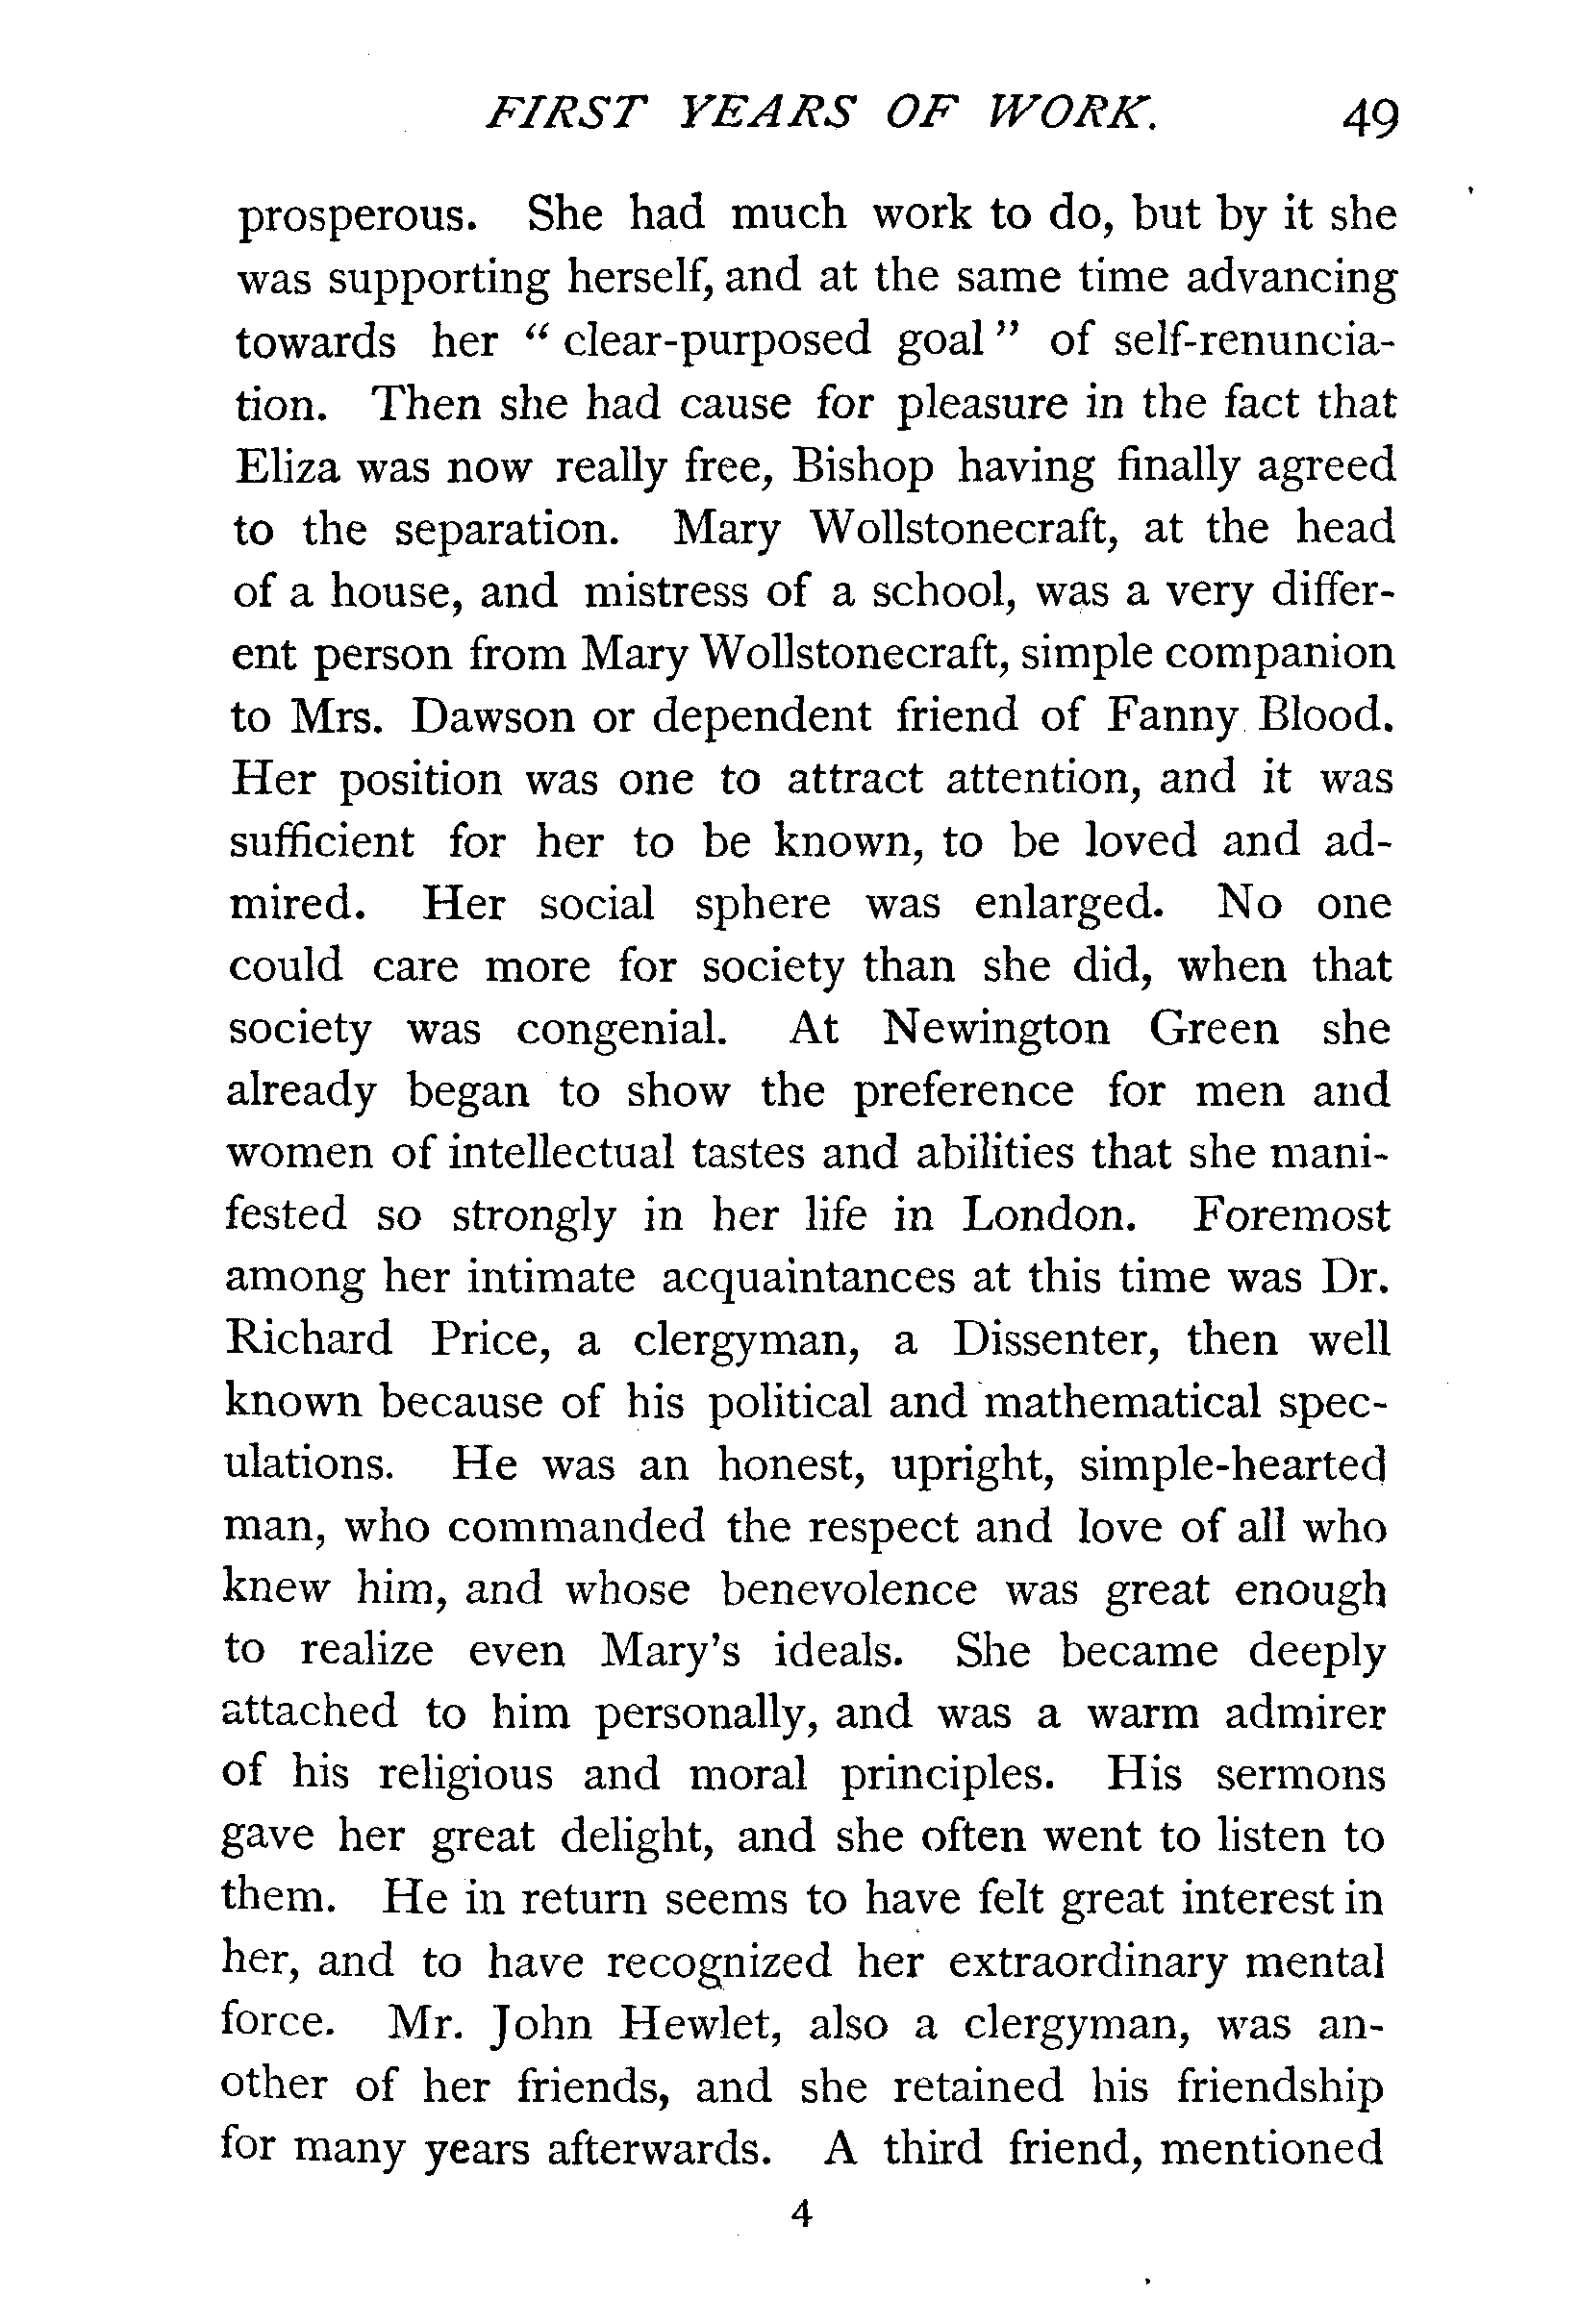 FIRST YEARS OF WORK. 49
prosperous. She had much work to do, but by it she
was supporting herself, and at the same time advancing
towards her “ clear-purposed goal ” of self-renuncia-
tion. Then she had cause for pleasure in the fact that
Eliza was now really free, Bishop having finally agreed
to the separation. Mary Wollstonecraft, at the head
of a house, and mistress of a school, was a very differ-
ent person from Mary Wollstonecraft, simple companion
to Mrs. Dawson or dependent friend of Fanny Blood.
Her position was one to attract attention, and it was
sufficient for her to be known, to be loved and ad-
mired. Her social sphere was enlarged. No one
could care more for society than she did, when that
society was congenial. At Newington Green she
already began to show the preference for men and
women of intellectual tastes and abilities that she mani-
fested so strongly in her life in London. Foremost
among her intimate acquaintances at this time was Dr.
Richard Price, a clergyman, a Dissenter, then well
known because of his political and mathematical spec-
ulations. He was an honest, upright, simple-hearted
man, who commanded the respect and love of all who
knew him, and whose benevolence was great enough
to realize even Mary’s ideals. She became deeply
attached to him personally, and was a warm admirer
of his religious and moral principles. His sermons
gave her great delight, and she often went to listen to
them. He in return seems to have felt great interest in
her, and to have recognized her extraordinary mental
force. Mr. John Hewlet, also a clergyman, was an-
other of her friends, and she retained his friendship
for many years afterwards. A third friend, mentioned
4